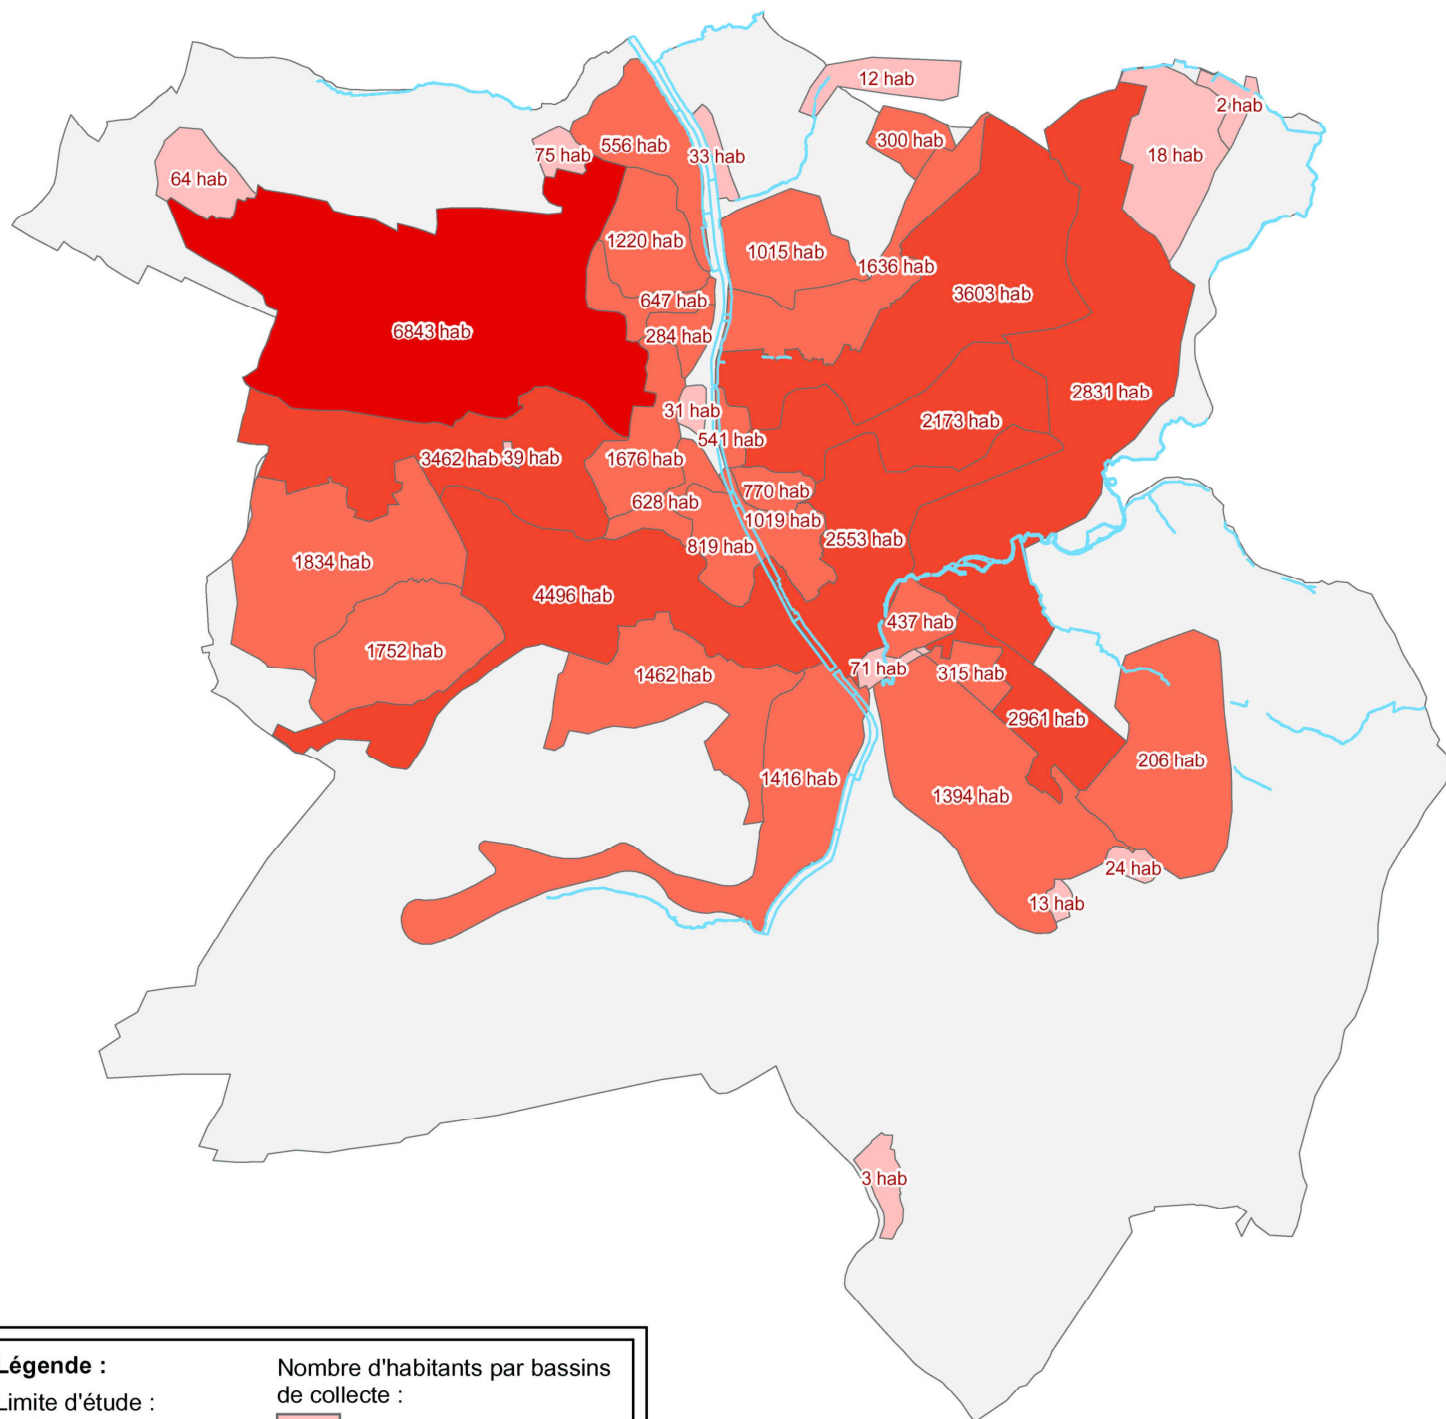 12 hab
2 hab
300 hab
556 hab
75 hab
33 hab
18 hab
64 hab
1220 hab
1015 hab
1636 hab
3603 hab
647 hab
6843 hab
284 hab
2831 hab
31 hab
2173 hab
541 hab
3462 hab
39 hab
1676 hab
770 hab
628 hab
1019 hab
2553 hab
819 hab
1834 hab
4496 hab
437 hab
1752 hab
71 hab
1462 hab
315 hab
2961 hab
206 hab
1416 hab
1394 hab
24 hab
13 hab
3 hab
Légende :
Limite d'étude :
Nombre d'habitants par bassins
de collecte :